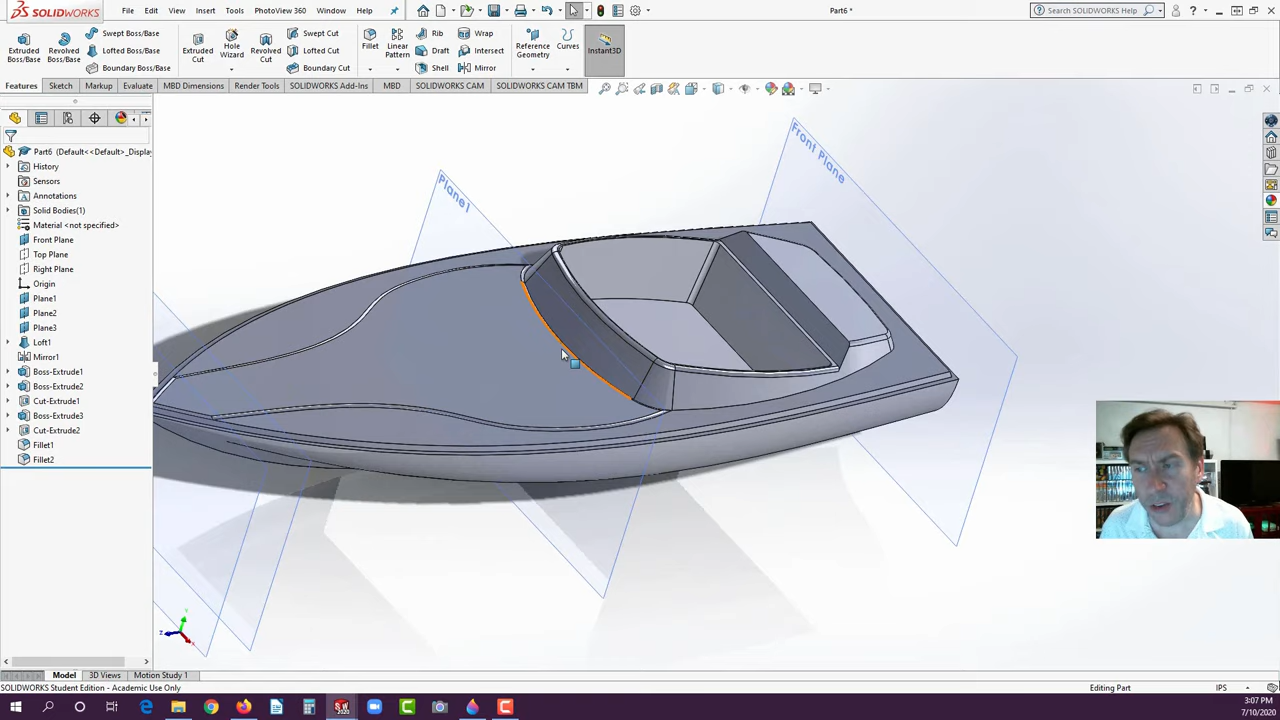 SOLIDWORKS File Edit View Insert Tools PhotoView 360 Window Help Part6 * Search SOLIDWORKS Help
Extruded Boss/Base
Revolved Boss/Base
Swept Boss/Base
Lofted Boss/Base
Boundary Boss/Base
Extruded Cut
Hole Wizard
Revolved Cut
Swept Cut
Lofted Cut
Boundary Cut
Fillet
Linear Pattern
Rib
Draft
Shell
Wrap
Intersect
Mirror
Reference Geometry
Curves
Instant3D
Features Sketch Markup Evaluate MBD Dimensions Render Tools SOLIDWORKS Add-Ins MBD SOLIDWORKS CAM SOLIDWORKS CAM TBM
Part6 (Default<<Default>_Display
History
Sensors
Annotations
Solid Bodies(1)
Material <not specified>
Front Plane
Top Plane
Right Plane
Origin
Plane1
Plane2
Plane3
Loft1
Mirror1
Boss-Extrude1
Boss-Extrude2
Cut-Extrude1
Boss-Extrude3
Cut-Extrude2
Fillet1
Fillet2
Plane1
Front Plane
Y
Z
X
Model 3D Views Motion Study 1
SOLIDWORKS Student Edition - Academic Use Only Editing Part IPS
3:07 PM
7/10/2020